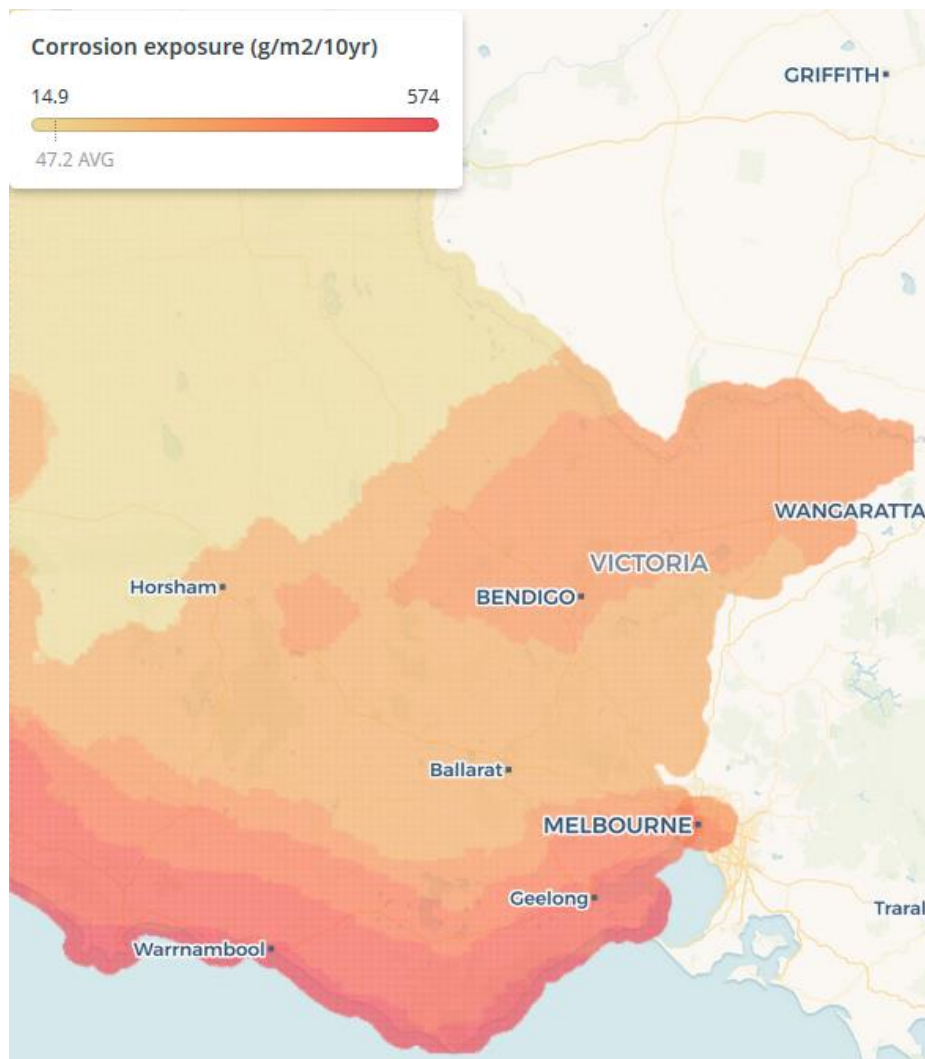 Corrosion exposure (g/m2/10yr)
14.9 574
47.2 AVG
GRIFFITH
WANGARATTA
VICTORIA
Horsham
BENDIGO
Ballarat
MELBOURNE
Geelong
Traral
Warrnambool